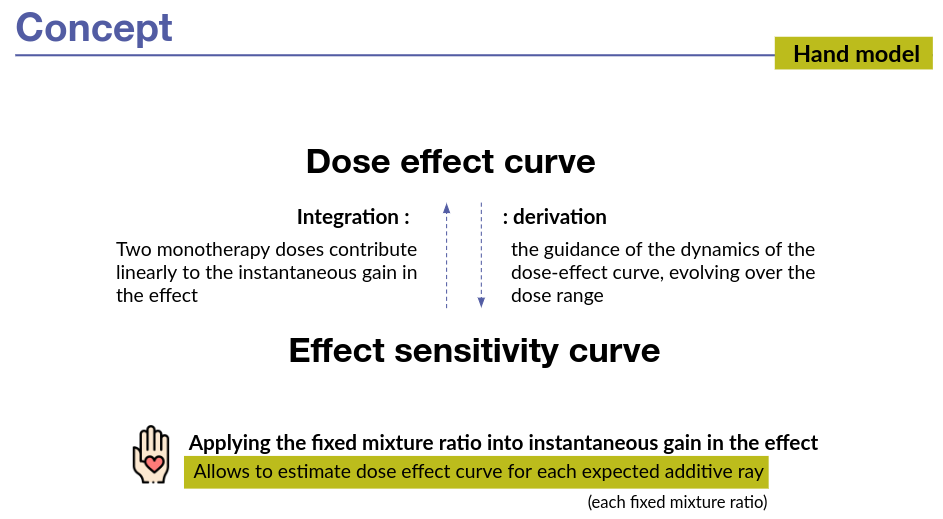 Concept
Hand model
Dose effect curve
Integration :
Two monotherapy doses contribute
linearly to the instantaneous gain in
the effect
: derivation
the guidance of the dynamics of the
dose-effect curve, evolving over the
dose range
Effect sensitivity curve
Applying the fixed mixture ratio into instantaneous gain in the effect
Allows to estimate dose effect curve for each expected additive ray
(each fixed mixture ratio)